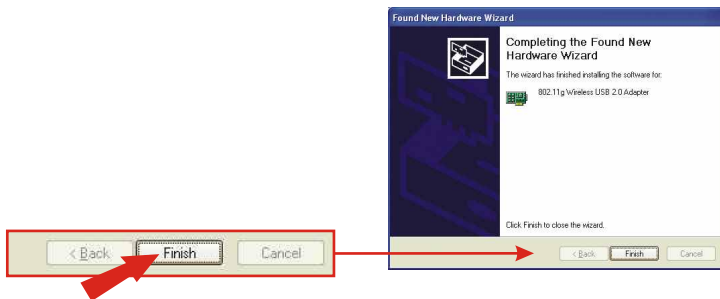 Found New Hardware Wizard
Completing the Found New
Hardware Wizard
The wizard has finished installing the software for:
802.11g Wireless USB 2.0 Adapter
Click Finish to close the wizard.
< Back Finish Cancel
< Back Finish Cancel